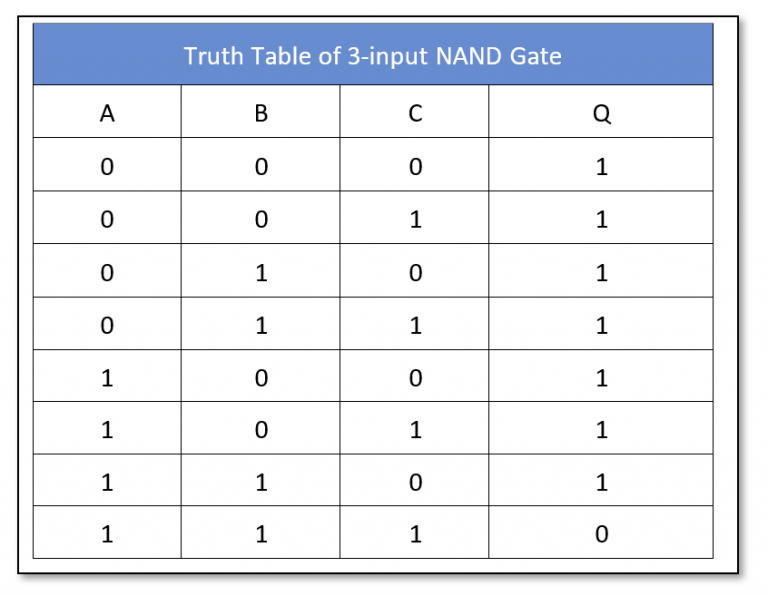 Truth Table of 3-input NAND Gate
A B C Q
0 0 0 1
0 0 1 1
0 1 0 1
0 1 1 1
1 0 0 1
1 0 1 1
1 1 0 1
1 1 1 0